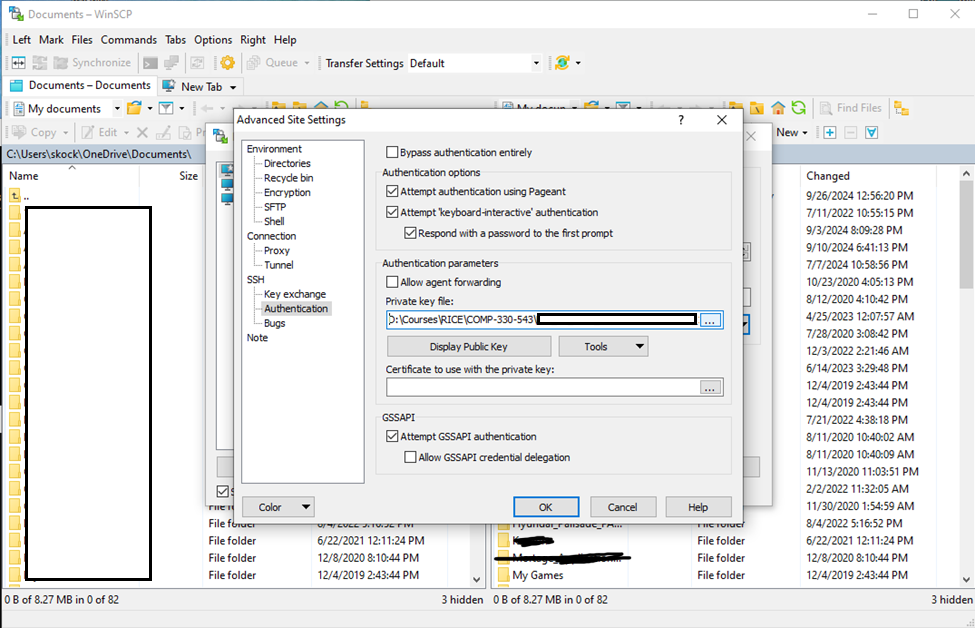 Documents – WinSCP
Left Mark Files Commands Tabs Options Right Help
Synchronize Queue Transfer Settings Default
Documents – Documents New Tab
My documents
Find Files
Copy Edit
New
C:\Users\skock\OneDrive\Documents\
Name Size
Changed
..
Advanced Site Settings ?
Environment
Directories
Recycle bin
Encryption
SFTP
Shell
Connection
Proxy
Tunnel
SSH
Key exchange
Authentication
Bugs
Note
Bypass authentication entirely
Authentication options
Attempt authentication using Pageant
Attempt 'keyboard-interactive' authentication
Respond with a password to the first prompt
Authentication parameters
Allow agent forwarding
Private key file:
D:\Courses\RICE\COMP-330-543\
...
Display Public Key Tools
Certificate to use with the private key:
...
GSSAPI
Attempt GSSAPI authentication
Allow GSSAPI credential delegation
Color OK Cancel Help
9/26/2024 12:56:20 PM
7/11/2022 10:55:15 PM
9/3/2024 8:09:28 PM
9/10/2024 6:41:13 PM
7/7/2024 10:58:56 PM
10/23/2020 4:05:13 PM
8/12/2020 4:10:42 PM
4/25/2023 12:07:57 AM
7/28/2020 3:08:42 PM
12/3/2022 2:21:46 AM
6/14/2023 3:29:48 PM
12/4/2019 2:43:44 PM
12/4/2019 2:43:44 PM
7/21/2022 4:38:18 PM
8/11/2020 10:40:02 AM
8/11/2020 10:40:09 AM
11/13/2020 11:03:51 PM
2/2/2022 11:32:05 AM
11/30/2020 1:54:59 AM
File folder 8/4/2022 5:16:52 PM Hyundai_Palisade_PA... File folder 8/4/2022 5:16:52 PM
File folder 6/22/2021 12:11:24 PM File folder 6/22/2021 12:11:24 PM
File folder 12/8/2020 8:10:44 PM File folder 12/8/2020 8:10:44 PM
File folder 12/4/2019 2:43:44 PM My Games File folder 12/4/2019 2:43:44 PM
0 B of 8.27 MB in 0 of 82 3 hidden 0 B of 8.27 MB in 0 of 82 3 hidden